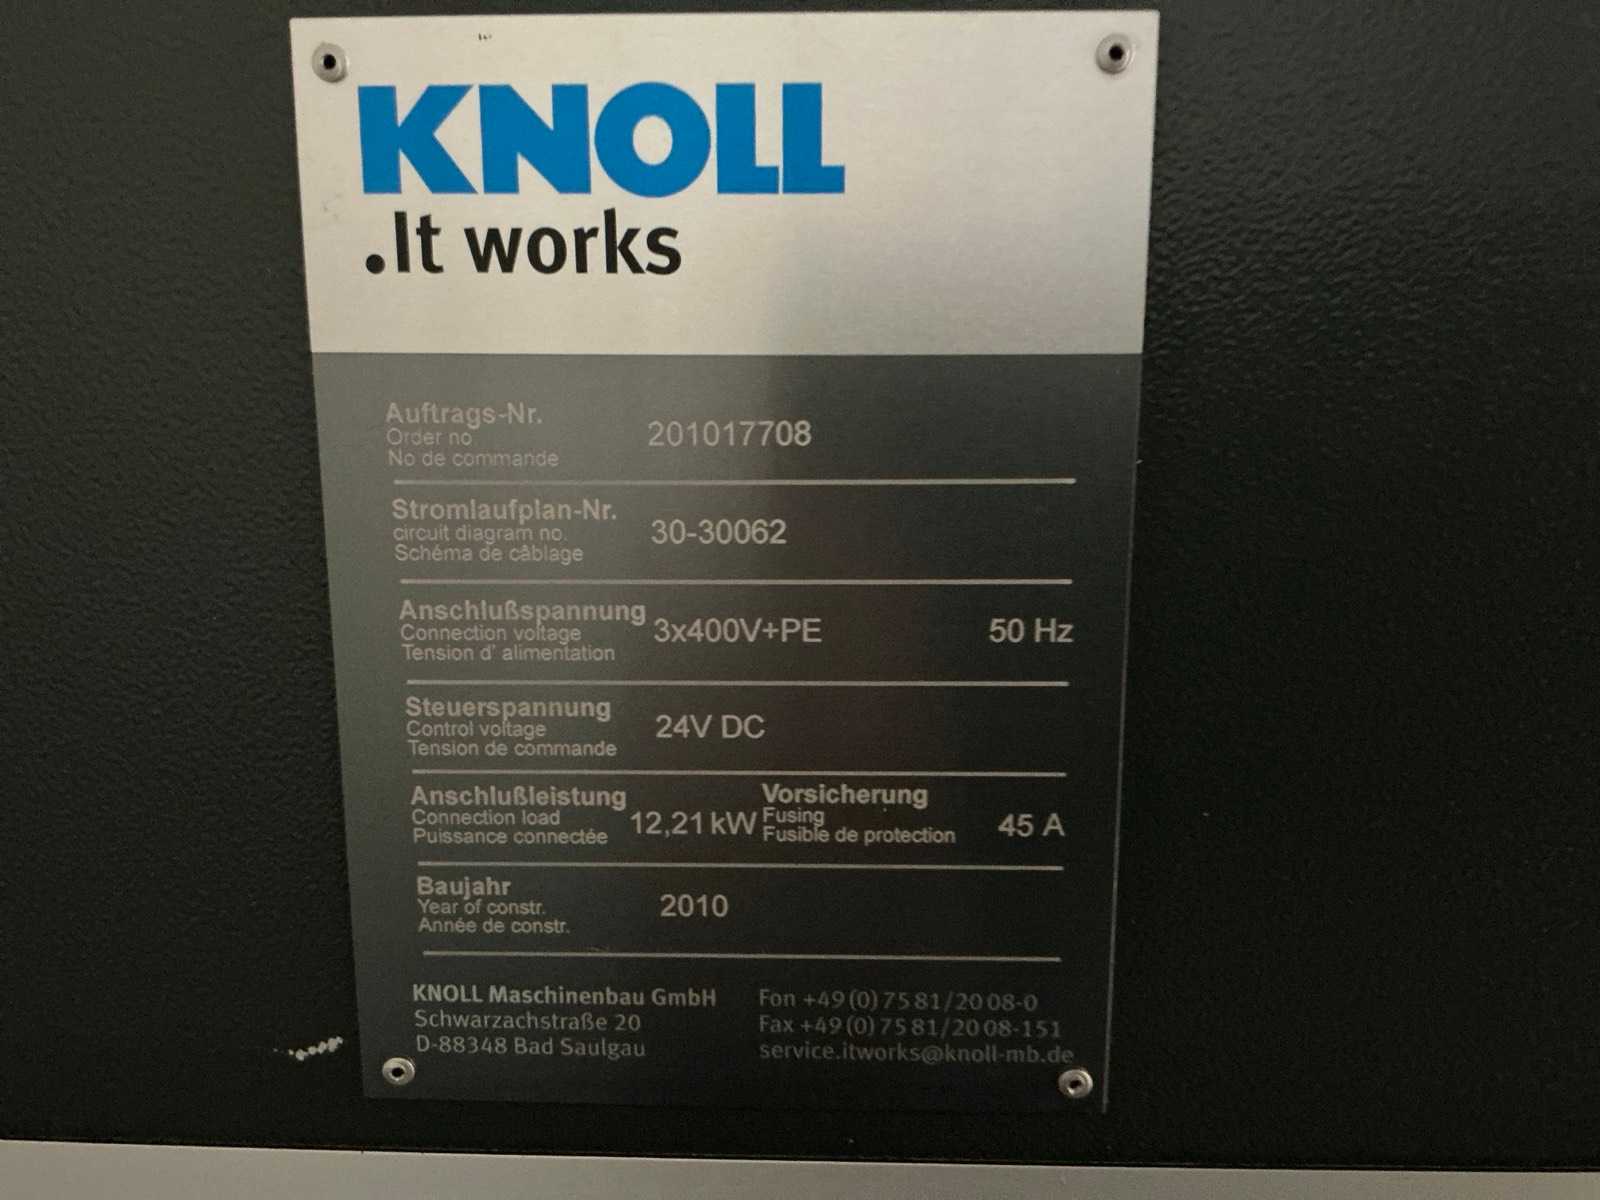 KNOLL
.It works
Auftrags-Nr.
Order no
No de commande
201017708
Stromlaufplan-Nr.
circuit diagram no.
Schéma de câblage
30-30062
Anschlußspannung
Connection voltage
Tension d' alimentation
3x400V+PE
50 Hz
Steuerspannung
Control voltage
Tension de commande
24V DC
Anschlußleistung
Connection load
Puissance connectée
12,21 kW
Vorsicherung
Fusing
Fusible de protection
45 A
Baujahr
Year of constr.
Année de constr.
2010
KNOLL Maschinenbau GmbH
Schwarzachstraße 20
D-88348 Bad Saulgau
Fon +49 (0) 75 81/20 08-0
Fax +49 (0) 75 81/20 08-151
service.itworks@knoll-mb.de